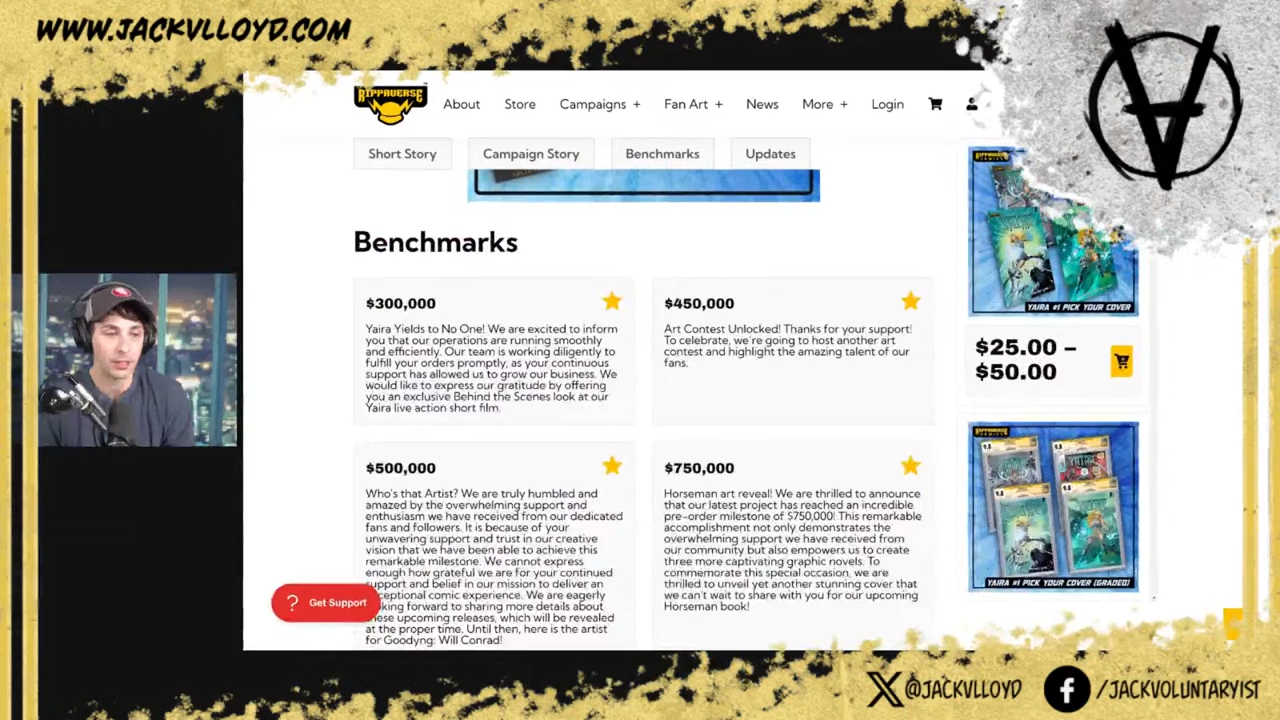 WWW.JACKVLLOYD.COM
RIPPAVERSE
About
Store
Campaigns +
Fan Art +
News
More +
Login
Short Story
Campaign Story
Benchmarks
Updates
Benchmarks
$300,000
Yaira Yields to No One! We are excited to inform
you that our operations are running smoothly
and efficiently. Our team is working diligently to
fulfill your orders promptly, as your continuous
support has allowed us to grow our business. We
would like to express our gratitude by offering
you an exclusive Behind the Scenes look at our
Yaira live action short film.
$450,000
Art Contest Unlocked! Thanks for your support!
To celebrate, we're going to host another art
contest and highlight the amazing talent of our
fans.
$500,000
Who's that Artist? We are truly humbled and
amazed by the overwhelming support and
enthusiasm we have received from our dedicated
fans and followers. It is because of your
unwavering support and trust in our creative
vision that we have been able to achieve this
remarkable milestone. We cannot express
enough how grateful we are for your continued
support and belief in our mission to deliver an
ceptional comic experience. We are eagerly
king forward to sharing more details about
hese upcoming releases, which will be revealed
at the proper time. Until then, here is the artist
for Goodyng: Will Conrad!
$750,000
Horseman art reveal! We are thrilled to announce
that our latest project has reached an incredible
pre-order milestone of $750,000! This remarkable
accomplishment not only demonstrates the
overwhelming support we have received from
our community but also empowers us to create
three more captivating graphic novels. To
commemorate this special occasion, we are
thrilled to unveil yet another stunning cover that
we can't wait to share with you for our upcoming
Horseman book!
? Get Support
RIPPAVERSE
YAIRA #1 PICK YOUR COVER
$25.00 –
$50.00
RIPPAVERSE
YAIRA #1 PICK YOUR COVER (GRADED)
@JACKVLLOYD
/JACKVOLUNTARYIST